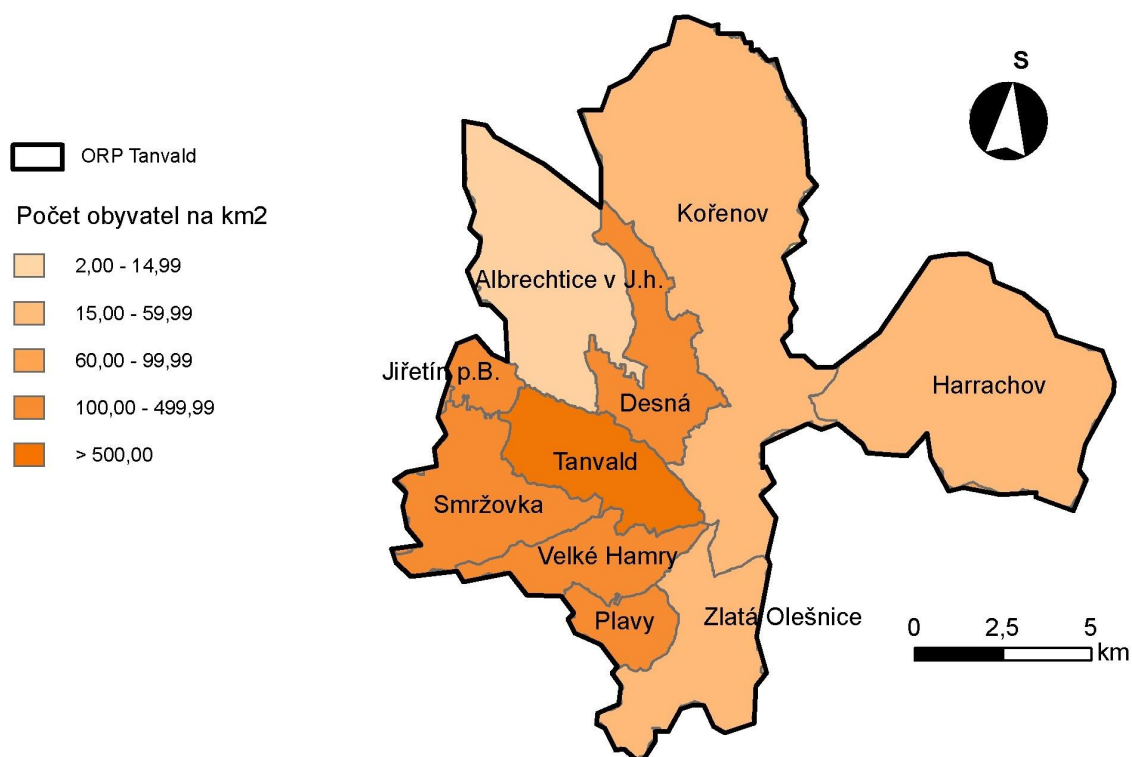 ORP Tanvald
Počet obyvatel na km2
2,00 - 14,99
15,00 - 59,99
60,00 - 99,99
100,00 - 499,99
> 500,00
S
Kořenov
Albrechtice v J.h.
Jiřetín p.B.
Desná
Harrachov
Tanvald
Smržovka
Velké Hamry
Plavy
Zlatá Olešnice
0 2,5 5
km